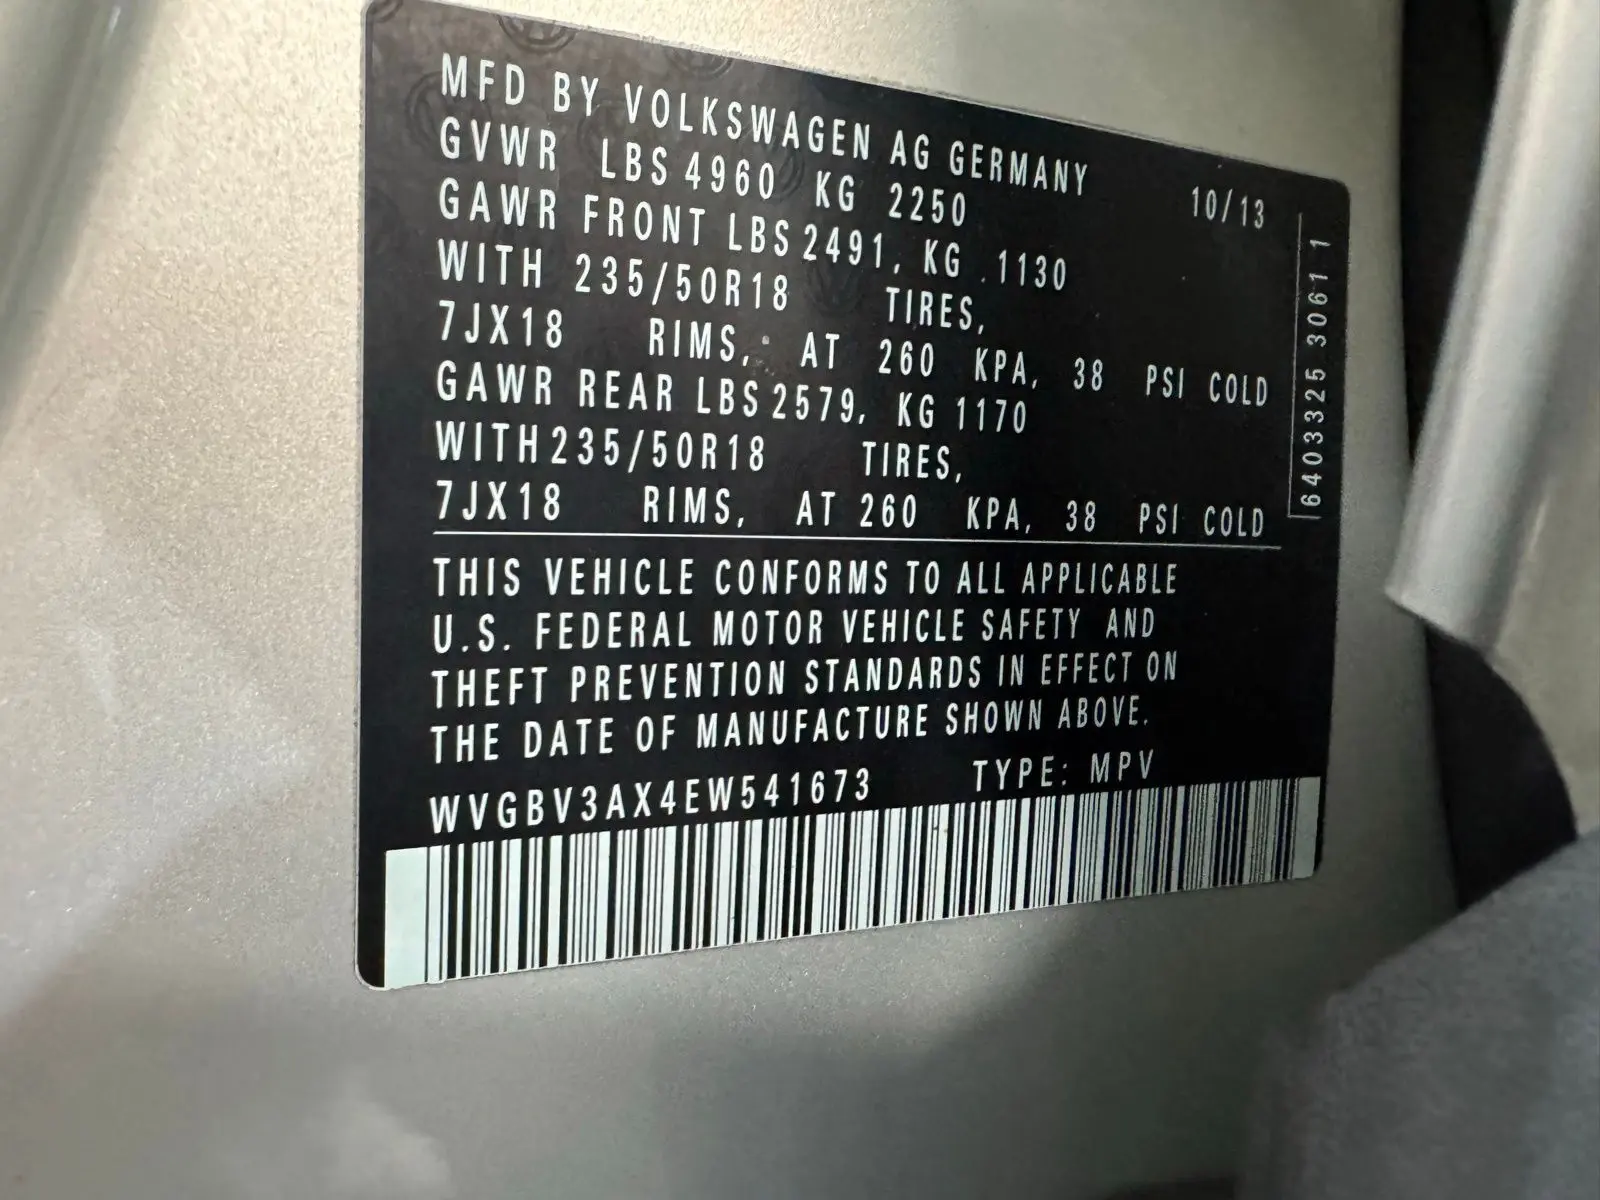 MFD BY VOLKSWAGEN AG GERMANY 10/13
GVWR LBS 4960 KG 2250
GAWR FRONT LBS 2491, KG 1130
WITH 235/50R18 TIRES,
7JX18 RIMS, AT 260 KPA, 38 PSI COLD
GAWR REAR LBS 2579, KG 1170
WITH 235/50R18 TIRES,
7JX18 RIMS, AT 260 KPA, 38 PSI COLD
6403325 30611
THIS VEHICLE CONFORMS TO ALL APPLICABLE
U.S. FEDERAL MOTOR VEHICLE SAFETY AND
THEFT PREVENTION STANDARDS IN EFFECT ON
THE DATE OF MANUFACTURE SHOWN ABOVE.
WVGBV3AX4EW541673 TYPE: MPV